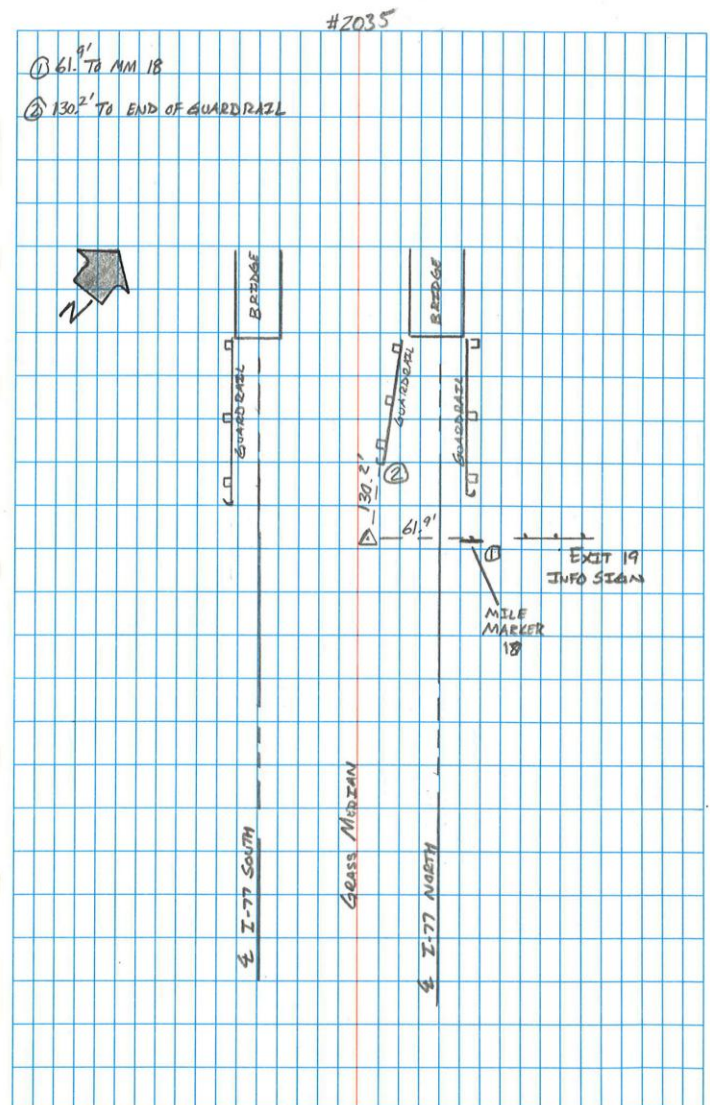 #2035
① 61.9' TO MM 18
② 130.2' TO END OF GUARDRAIL
N
BRIDGE
BRIDGE
GUARDRAIL
GUARDRAIL
GUARDRAIL
②
130.2'
61.9'
①
EXIT 19
INFO SIGN
MILE
MARKER
18
GRASS MEDIAN
℄ I-77 SOUTH
℄ I-77 NORTH